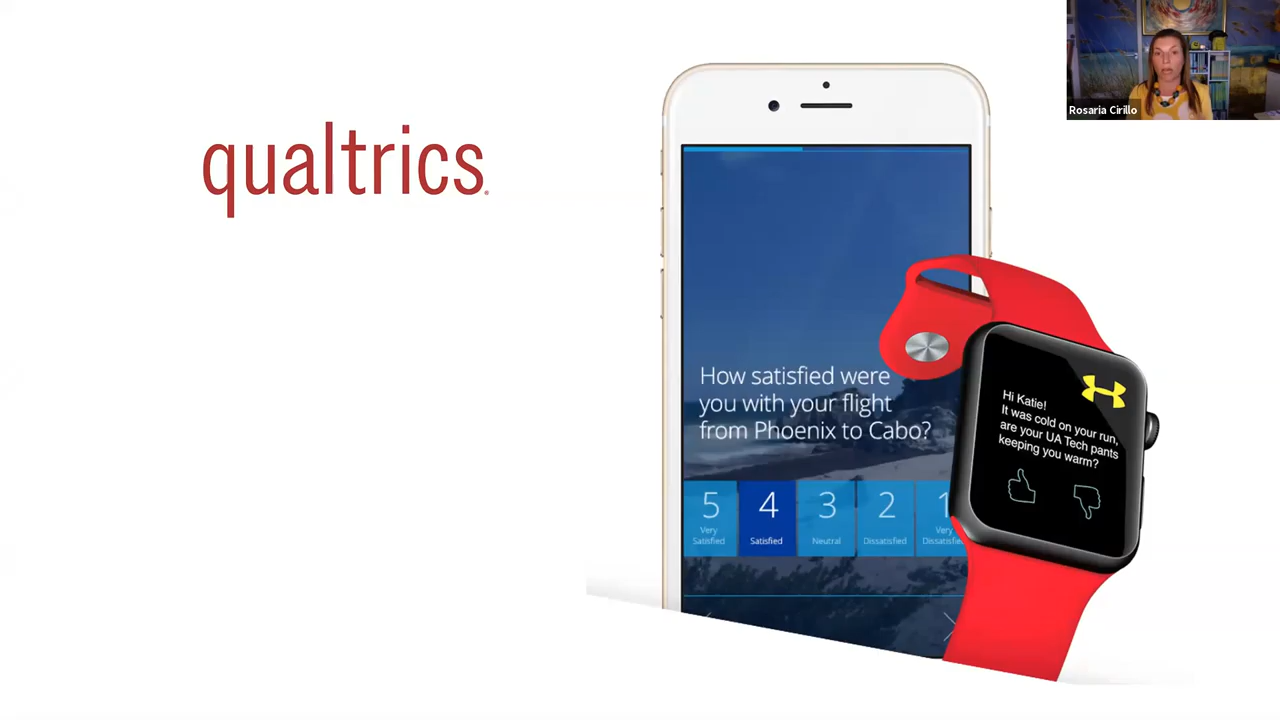 qualtrics
Rosaria Cirillo
How satisfied were
you with your flight
from Phoenix to Cabo?
5
Very
Satisfied
4
Satisfied
3
Neutral
2
Dissatisfied
1
Very
Dissatisfie
Hi Katie!
It was cold on your run,
are your UA Tech pants
keeping you warm?